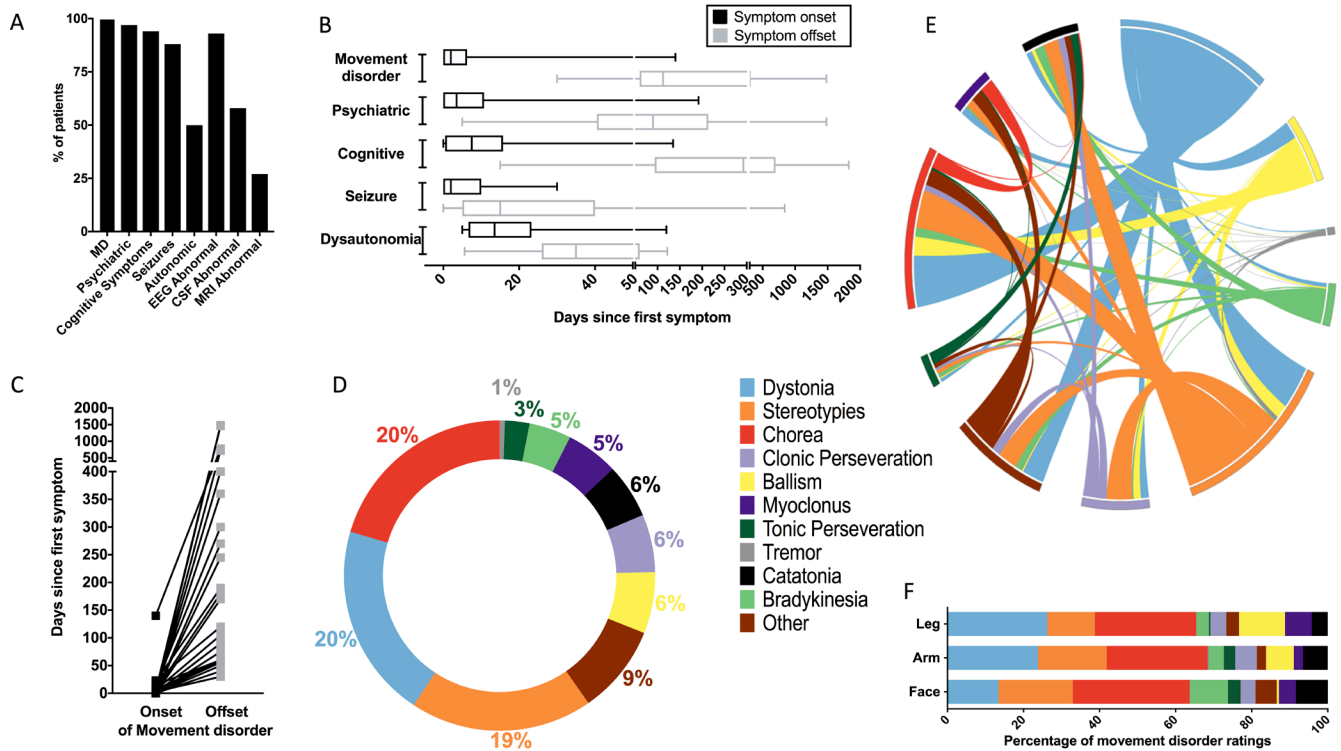 A
% of patients
100
75
50
25
0
MD
Psychiatric
Cognitive Symptoms
Seizures
Autonomic
EEG Abnormal
CSF Abnormal
MRI Abnormal
B
Symptom onset
Symptom offset
Movement
disorder
Psychiatric
Cognitive
Seizure
Dysautonomia
0 20 40 50 100 200 250 300 500 1000 1500 2000
Days since first symptom
C
Days since first symptom
2000
1500
1000
500
400
350
300
250
200
150
100
50
0
Onset Offset
of Movement disorder
D
1%
3%
5%
5%
6%
6%
6%
9%
19%
20%
20%
Dystonia
Stereotypies
Chorea
Clonic Perseveration
Ballism
Myoclonus
Tonic Perseveration
Tremor
Catatonia
Bradykinesia
Other
E
F
Leg
Arm
Face
0 20 40 60 80 100
Percentage of movement disorder ratings